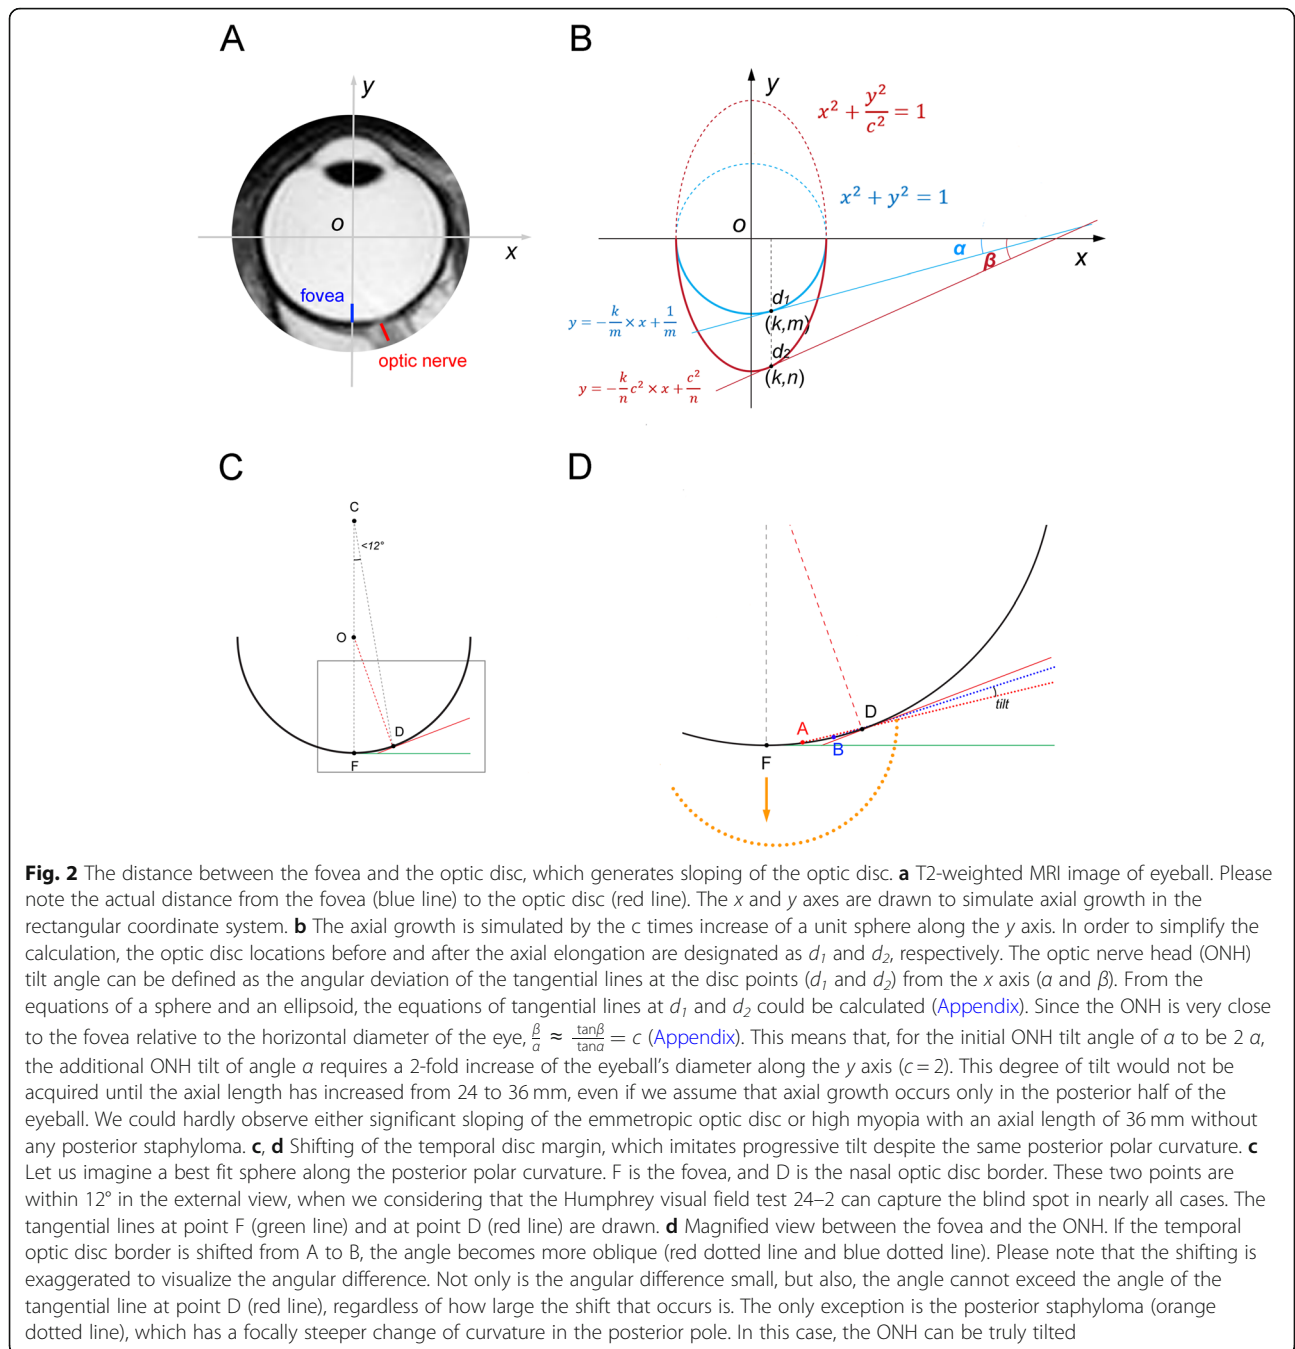 A
B
y
o
x
fovea
optic nerve
y
x² + y²/c² = 1
x² + y² = 1
o
α
β
x
d₁
(k,m)
y = −k/m × x + 1/m
d₂
(k,n)
y = −k/n c² × x + c²/n
C
D
C
<12°
O
D
F
D
A
B
tilt
F
Fig. 2 The distance between the fovea and the optic disc, which generates sloping of the optic disc. a T2-weighted MRI image of eyeball. Please
note the actual distance from the fovea (blue line) to the optic disc (red line). The x and y axes are drawn to simulate axial growth in the
rectangular coordinate system. b The axial growth is simulated by the c times increase of a unit sphere along the y axis. In order to simplify the
calculation, the optic disc locations before and after the axial elongation are designated as d₁ and d₂, respectively. The optic nerve head (ONH)
tilt angle can be defined as the angular deviation of the tangential lines at the disc points (d₁ and d₂) from the x axis (α and β). From the
equations of a sphere and an ellipsoid, the equations of tangential lines at d₁ and d₂ could be calculated (Appendix). Since the ONH is very close
to the fovea relative to the horizontal diameter of the eye, β/α ≈ tanβ/tanα = c (Appendix). This means that, for the initial ONH tilt angle of α to be 2 α,
the additional ONH tilt of angle α requires a 2-fold increase of the eyeball's diameter along the y axis (c = 2). This degree of tilt would not be
acquired until the axial length has increased from 24 to 36 mm, even if we assume that axial growth occurs only in the posterior half of the
eyeball. We could hardly observe either significant sloping of the emmetropic optic disc or high myopia with an axial length of 36 mm without
any posterior staphyloma. c, d Shifting of the temporal disc margin, which imitates progressive tilt despite the same posterior polar curvature. c
Let us imagine a best fit sphere along the posterior polar curvature. F is the fovea, and D is the nasal optic disc border. These two points are
within 12° in the external view, when we considering that the Humphrey visual field test 24–2 can capture the blind spot in nearly all cases. The
tangential lines at point F (green line) and at point D (red line) are drawn. d Magnified view between the fovea and the ONH. If the temporal
optic disc border is shifted from A to B, the angle becomes more oblique (red dotted line and blue dotted line). Please note that the shifting is
exaggerated to visualize the angular difference. Not only is the angular difference small, but also, the angle cannot exceed the angle of the
tangential line at point D (red line), regardless of how large the shift that occurs is. The only exception is the posterior staphyloma (orange
dotted line), which has a focally steeper change of curvature in the posterior pole. In this case, the ONH can be truly tilted